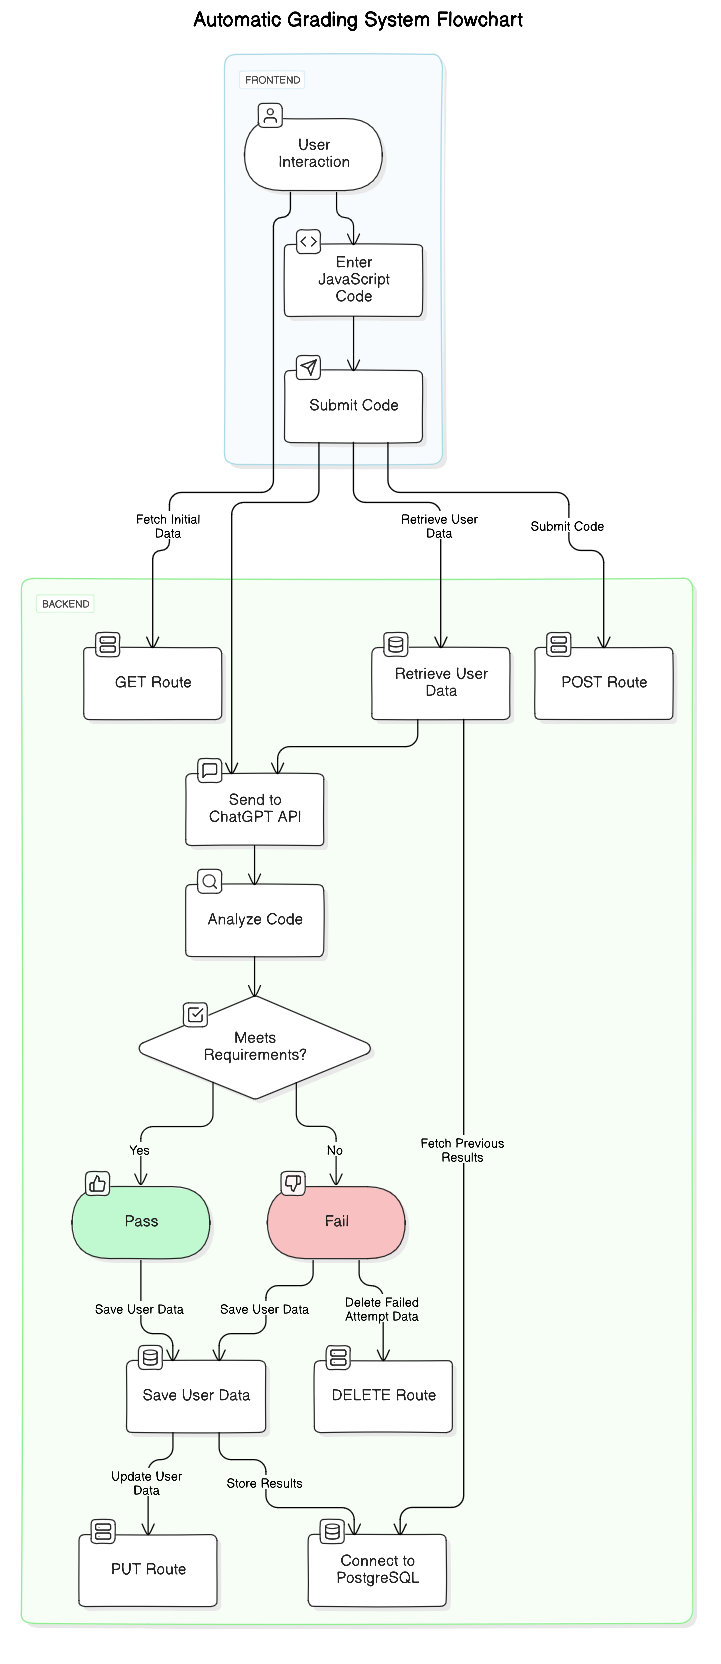 Automatic Grading System Flowchart
FRONTEND
User
Interaction
Enter
JavaScript
Code
Submit Code
Fetch Initial
Data
Retrieve User
Data
Submit Code
BACKEND
GET Route
Retrieve User
Data
POST Route
Send to
ChatGPT API
Analyze Code
Meets
Requirements?
Yes
No
Fetch Previous
Results
Pass
Fail
Save User Data
Save User Data
Delete Failed
Attempt Data
Save User Data
DELETE Route
Update User
Data
Store Results
PUT Route
Connect to
PostgreSQL